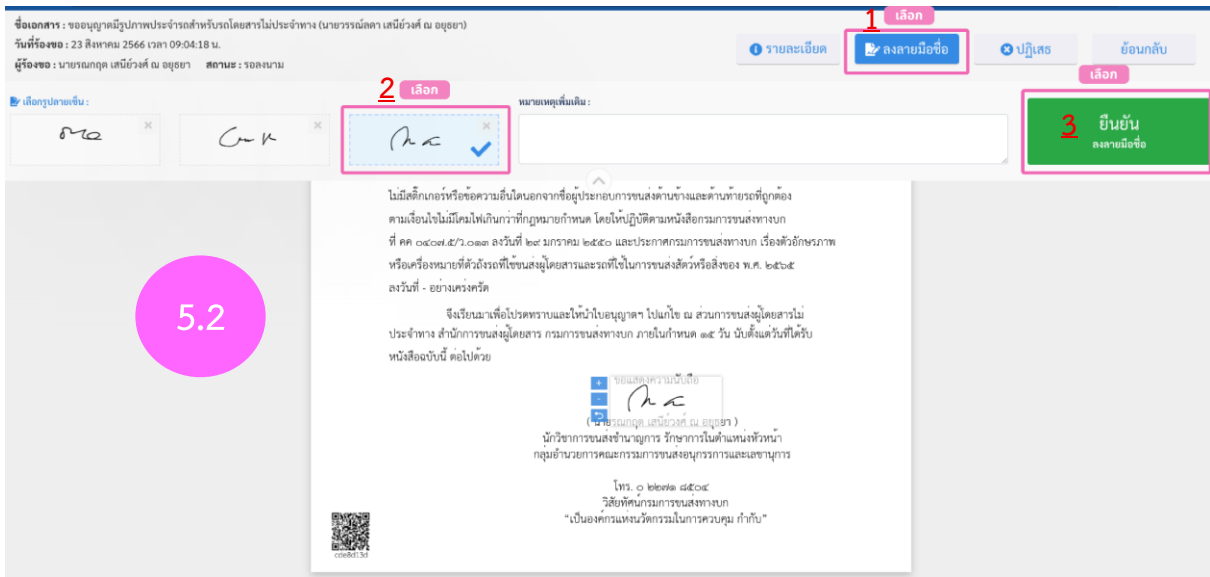 ชื่อเอกสาร : ขออนุญาตมีรูปภาพประจำรถสำหรับรถโดยสารไม่ประจำทาง (นายวรรณ์ลดา เสนีย์วงศ์ ณ อยุธยา)
วันที่ร้องขอ : 23 สิงหาคม 2566 เวลา 09:04:18 น.
ผู้ร้องขอ : นายรณกฤต เสนีย์วงศ์ ณ อยุธยา สถานะ : รอลงนาม
1 เลือก
รายละเอียด
ลงลายมือชื่อ
ปฏิเสธ
ย้อนกลับ
2 เลือก
เลือก
เลือกรูปลายเซ็น :
หมายเหตุเพิ่มเติม :
3 ยืนยัน
ลงลายมือชื่อ
ไม่มีสติ๊กเกอร์หรือข้อความอื่นใดนอกจากชื่อผู้ประกอบการขนส่งด้านข้างและด้านท้ายรถที่ถูกต้อง
ตามเงื่อนไขไม่มีโคมไฟเกินกว่าที่กฎหมายกำหนด โดยให้ปฏิบัติตามหนังสือกรมการขนส่งทางบก
ที่ คค ๐๔๐๗.๕/ว.๐๑๓ ลงวันที่ ๒๙ มกราคม ๒๕๕๐ และประกาศกรมการขนส่งทางบก เรื่องตัวอักษรภาพ
หรือเครื่องหมายที่ตัวถังรถที่ใช้ขนส่งผู้โดยสารและรถที่ใช้ในการขนส่งสัตว์หรือสิ่งของ พ.ศ. ๒๕๖๕
ลงวันที่ - อย่างเคร่งครัด
จึงเรียนมาเพื่อโปรดทราบและให้นำใบอนุญาตฯ ไปแก้ไข ณ ส่วนการขนส่งผู้โดยสารไม่
ประจำทาง สำนักการขนส่งผู้โดยสาร กรมการขนส่งทางบก ภายในกำหนด ๑๕ วัน นับตั้งแต่วันที่ได้รับ
หนังสือฉบับนี้ ต่อไปด้วย
5.2
ขอแสดงความนับถือ
( นายรณกฤต เสนีย์วงศ์ ณ อยุธยา )
นักวิชาการขนส่งชำนาญการ รักษาการในตำแหน่งหัวหน้า
กลุ่มอำนวยการคณะกรรมการขนส่งอนุกรรการและเลขานุการ
โทร. ๐ ๒๒๗๑ ๘๕๐๔
วิสัยทัศน์กรมการขนส่งทางบก
“เป็นองค์กรแห่งนวัตกรรมในการควบคุม กำกับ”
cde8d13d